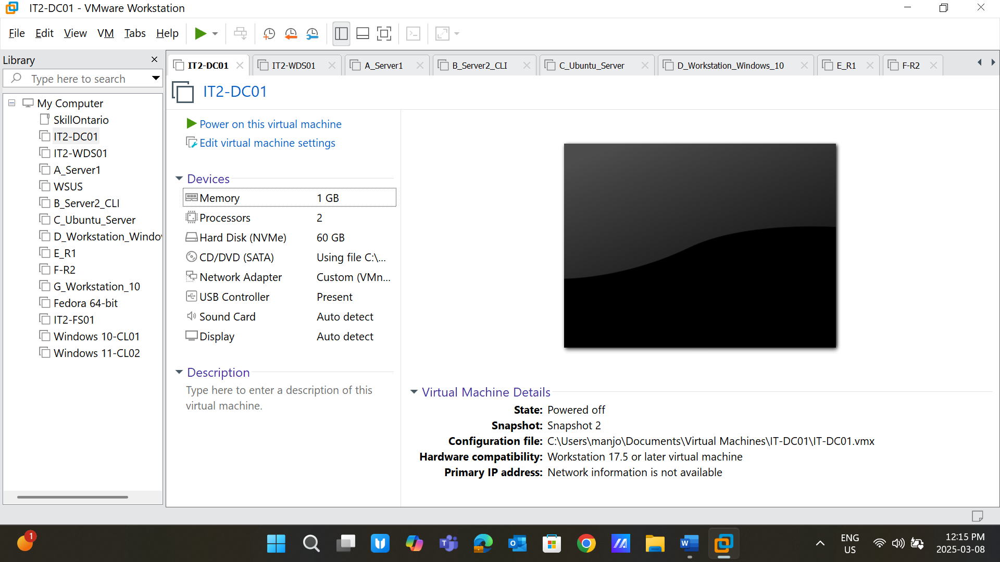 IT2-DC01 - VMware Workstation
File Edit View VM Tabs Help
Library
Type here to search
My Computer
SkillOntario
IT2-DC01
IT2-WDS01
A_Server1
WSUS
B_Server2_CLI
C_Ubuntu_Server
D_Workstation_Windov
E_R1
F-R2
G_Workstation_10
Fedora 64-bit
IT2-FS01
Windows 10-CL01
Windows 11-CL02
IT2-DC01 IT2-WDS01 A_Server1 B_Server2_CLI C_Ubuntu_Server D_Workstation_Windows_10 E_R1 F-R2
IT2-DC01
Power on this virtual machine
Edit virtual machine settings
Devices
Memory 1 GB
Processors 2
Hard Disk (NVMe) 60 GB
CD/DVD (SATA) Using file C:\...
Network Adapter Custom (VMn...
USB Controller Present
Sound Card Auto detect
Display Auto detect
Description
Type here to enter a description of this
virtual machine.
Virtual Machine Details
State: Powered off
Snapshot: Snapshot 2
Configuration file: C:\Users\manjo\Documents\Virtual Machines\IT-DC01\IT-DC01.vmx
Hardware compatibility: Workstation 17.5 or later virtual machine
Primary IP address: Network information is not available
1
ENG
US
12:15 PM
2025-03-08